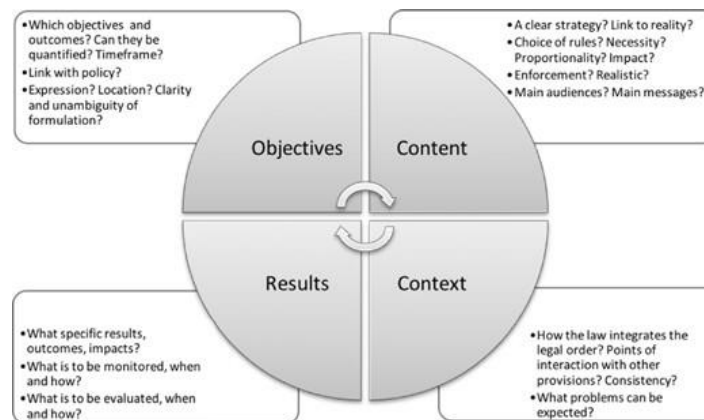 •Which objectives and
outcomes? Can they be
quantified? Timeframe?
•Link with policy?
•Expression? Location? Clarity
and unambiguity of
formulation?
•A clear strategy? Link to reality?
•Choice of rules? Necessity?
Proportionality? Impact?
•Enforcement? Realistic?
•Main audiences? Main messages?
Objectives
Content
Results
Context
•What specific results,
outcomes, impacts?
•What is to be monitored, when
and how?
•What is to be evaluated, when
and how?
•How the law integrates the
legal order? Points of
interaction with other
provisions? Consistency?
•What problems can be
expected?